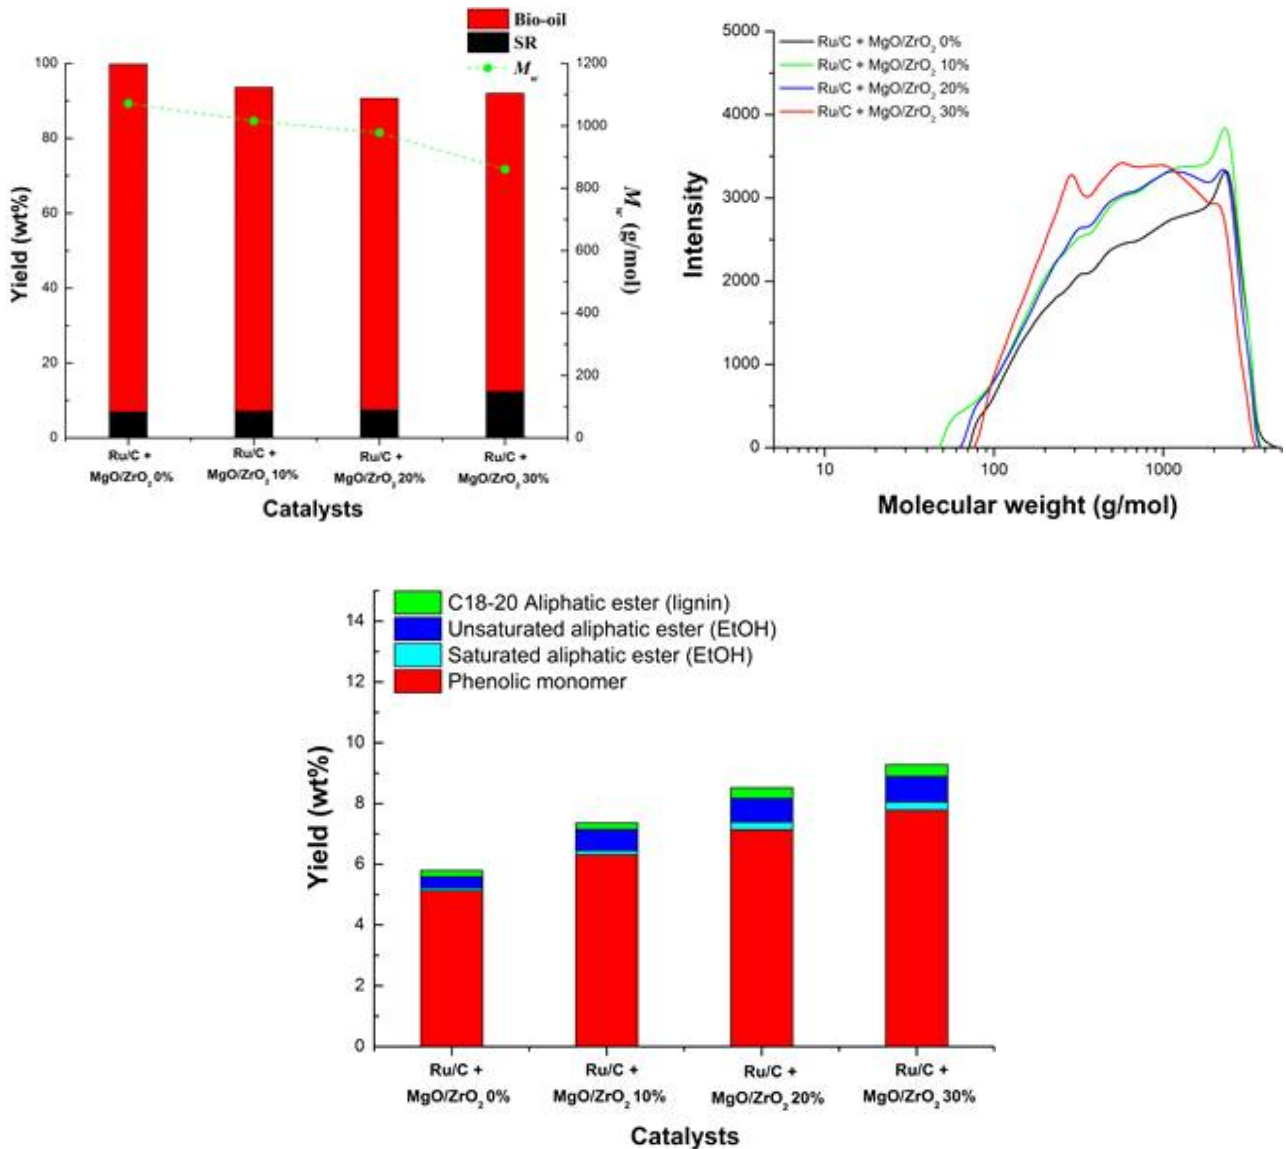 Bio-oil
SR
M_w
100
80
60
40
20
0
Yield (wt%)
1200
1000
800
600
400
200
0
M_w (g/mol)
Ru/C +
MgO/ZrO₂ 0%
Ru/C +
MgO/ZrO₂ 10%
Ru/C +
MgO/ZrO₂ 20%
Ru/C +
MgO/ZrO₂ 30%
Catalysts
Ru/C + MgO/ZrO₂ 0%
Ru/C + MgO/ZrO₂ 10%
Ru/C + MgO/ZrO₂ 20%
Ru/C + MgO/ZrO₂ 30%
5000
4000
3000
2000
1000
0
Intensity
10
100
1000
Molecular weight (g/mol)
C18-20 Aliphatic ester (lignin)
Unsaturated aliphatic ester (EtOH)
Saturated aliphatic ester (EtOH)
Phenolic monomer
14
12
10
8
6
4
2
0
Yield (wt%)
Ru/C +
MgO/ZrO₂ 0%
Ru/C +
MgO/ZrO₂ 10%
Ru/C +
MgO/ZrO₂ 20%
Ru/C +
MgO/ZrO₂ 30%
Catalysts